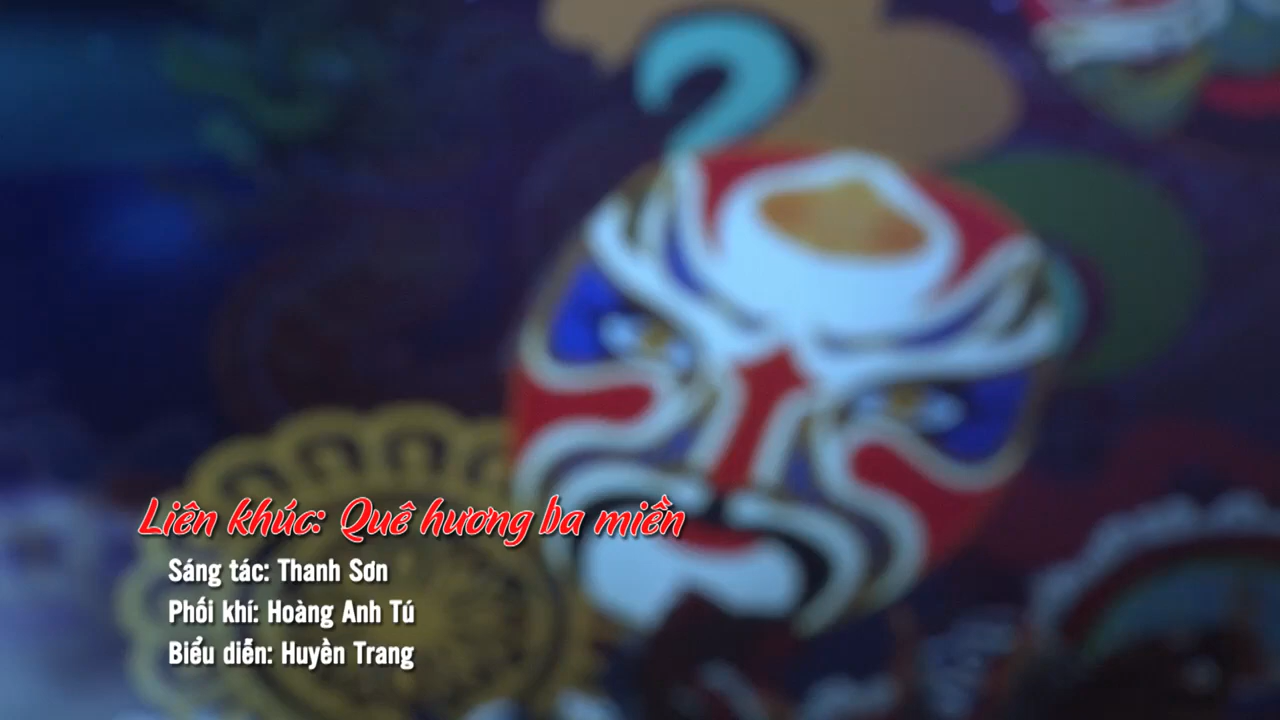 Liên khúc: Quê hương ba miền
Sáng tác: Thanh Sơn
Phối khí: Hoàng Anh Tú
Biểu diễn: Huyền Trang